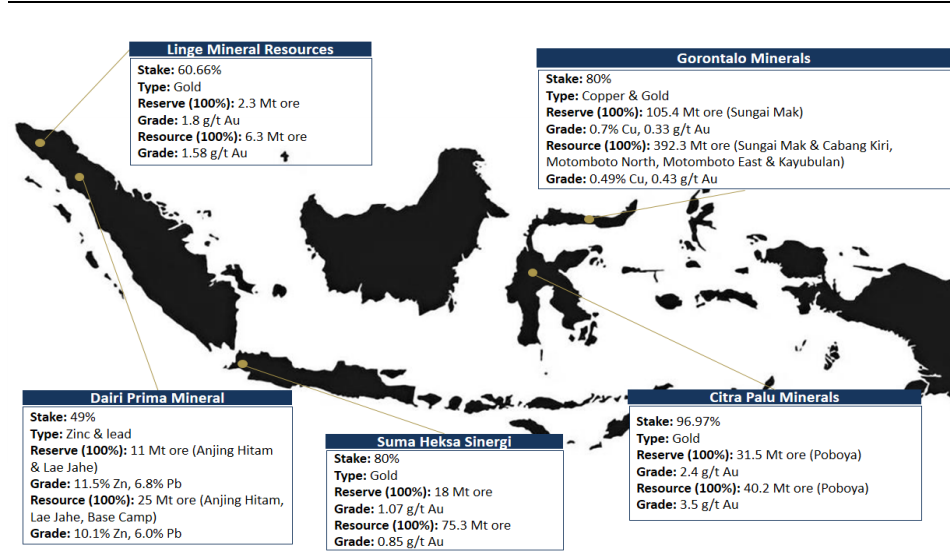 Linge Mineral Resources
Stake: 60.66%
Type: Gold
Reserve (100%): 2.3 Mt ore
Grade: 1.8 g/t Au
Resource (100%): 6.3 Mt ore
Grade: 1.58 g/t Au
Gorontalo Minerals
Stake: 80%
Type: Copper & Gold
Reserve (100%): 105.4 Mt ore (Sungai Mak)
Grade: 0.7% Cu, 0.33 g/t Au
Resource (100%): 392.3 Mt ore (Sungai Mak & Cabang Kiri,
Motomboto North, Motomboto East & Kayubulan)
Grade: 0.49% Cu, 0.43 g/t Au
Dairi Prima Mineral
Stake: 49%
Type: Zinc & lead
Reserve (100%): 11 Mt ore (Anjing Hitam
& Lae Jahe)
Grade: 11.5% Zn, 6.8% Pb
Resource (100%): 25 Mt ore (Anjing Hitam,
Lae Jahe, Base Camp)
Grade: 10.1% Zn, 6.0% Pb
Suma Heksa Sinergi
Stake: 80%
Type: Gold
Reserve (100%): 18 Mt ore
Grade: 1.07 g/t Au
Resource (100%): 75.3 Mt ore
Grade: 0.85 g/t Au
Citra Palu Minerals
Stake: 96.97%
Type: Gold
Reserve (100%): 31.5 Mt ore (Poboya)
Grade: 2.4 g/t Au
Resource (100%): 40.2 Mt ore (Poboya)
Grade: 3.5 g/t Au